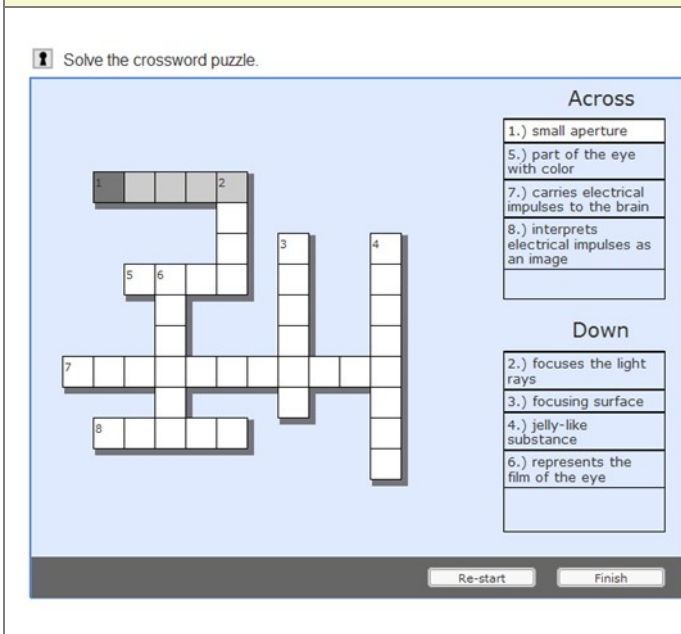 Solve the crossword puzzle.
Across
1.) small aperture
5.) part of the eye
with color
7.) carries electrical
impulses to the brain
8.) interprets
electrical impulses as
an image
1
2
3
4
5 6
7
8
Down
2.) focuses the light
rays
3.) focusing surface
4.) jelly-like
substance
6.) represents the
film of the eye
Re-start Finish